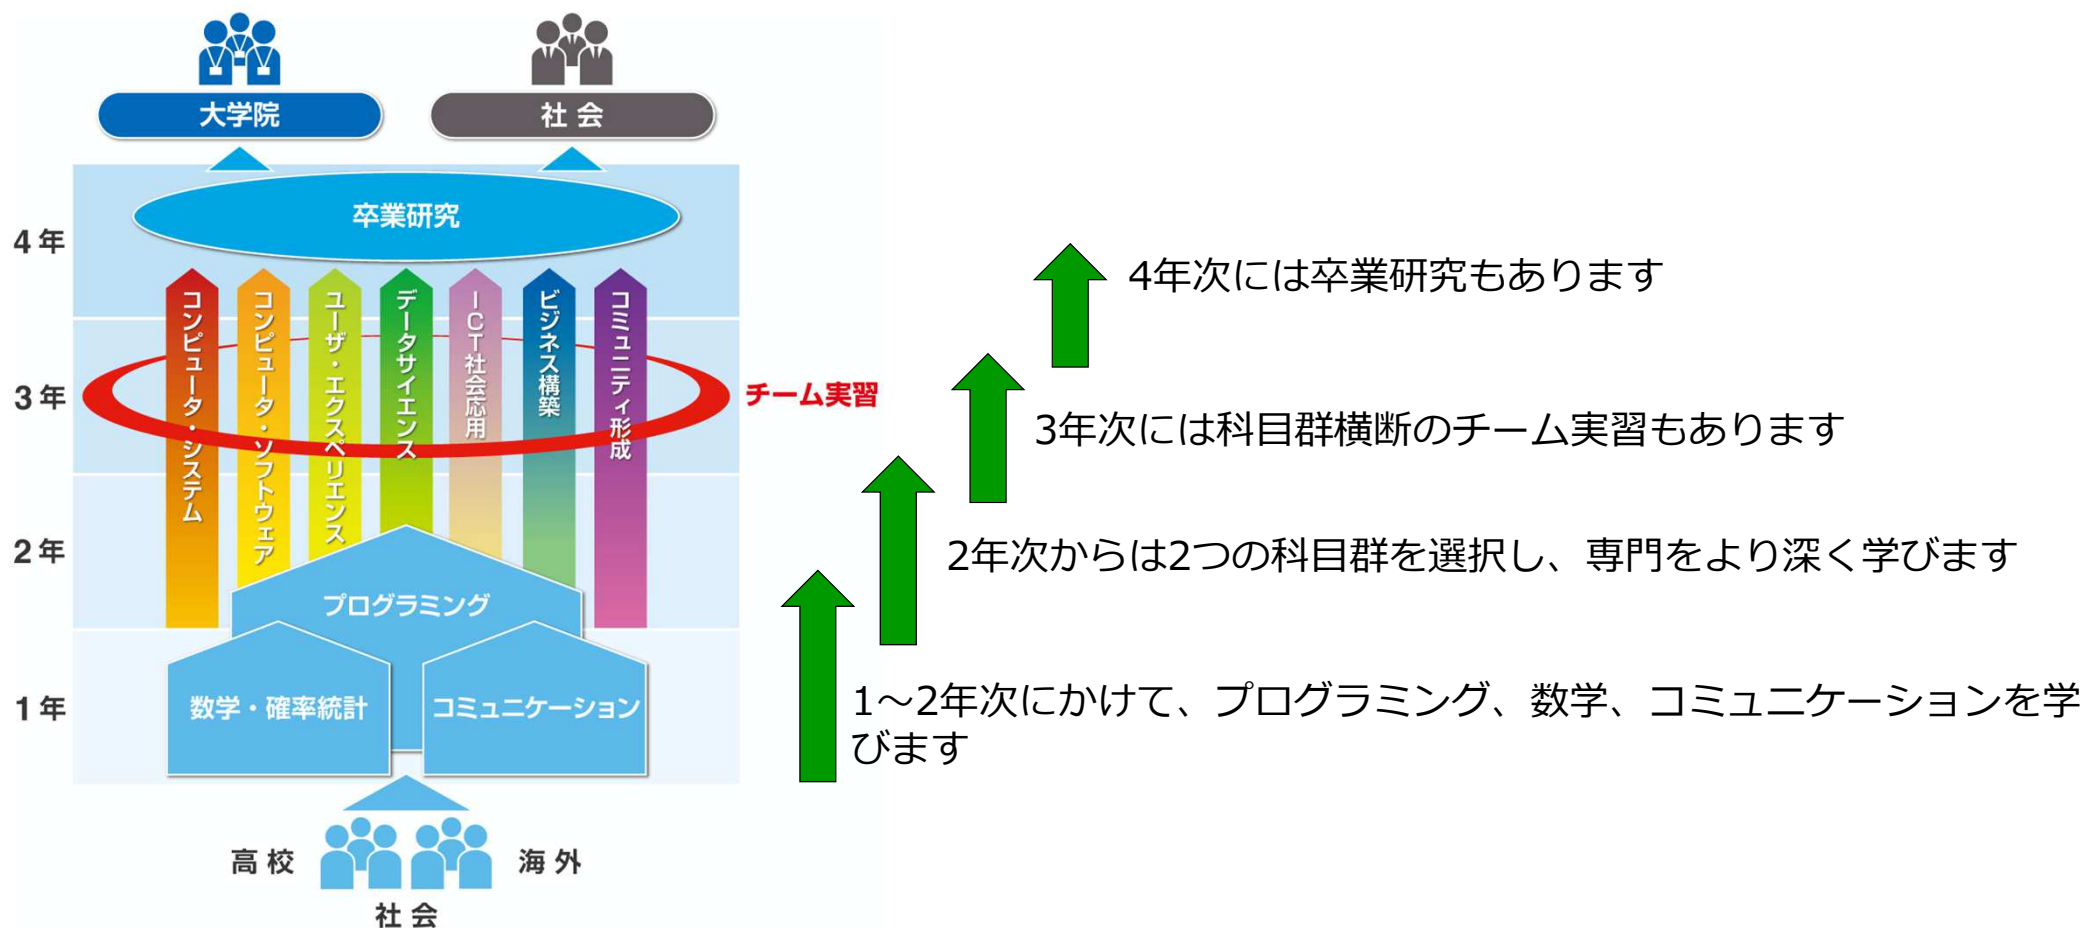 大学院
社会
卒業研究
4年
コンピュータ・システム
コンピュータ・ソフトウェア
ユーザ・エクスペリエンス
データサイエンス
ICT社会応用
ビジネス構築
コミュニティ形成
3年
チーム実習
2年
プログラミング
1年
数学・確率統計
コミュニケーション
高校
海外
社会
4年次には卒業研究もあります
3年次には科目群横断のチーム実習もあります
2年次からは2つの科目群を選択し、専門をより深く学びます
1～2年次にかけて、プログラミング、数学、コミュニケーションを学
びます